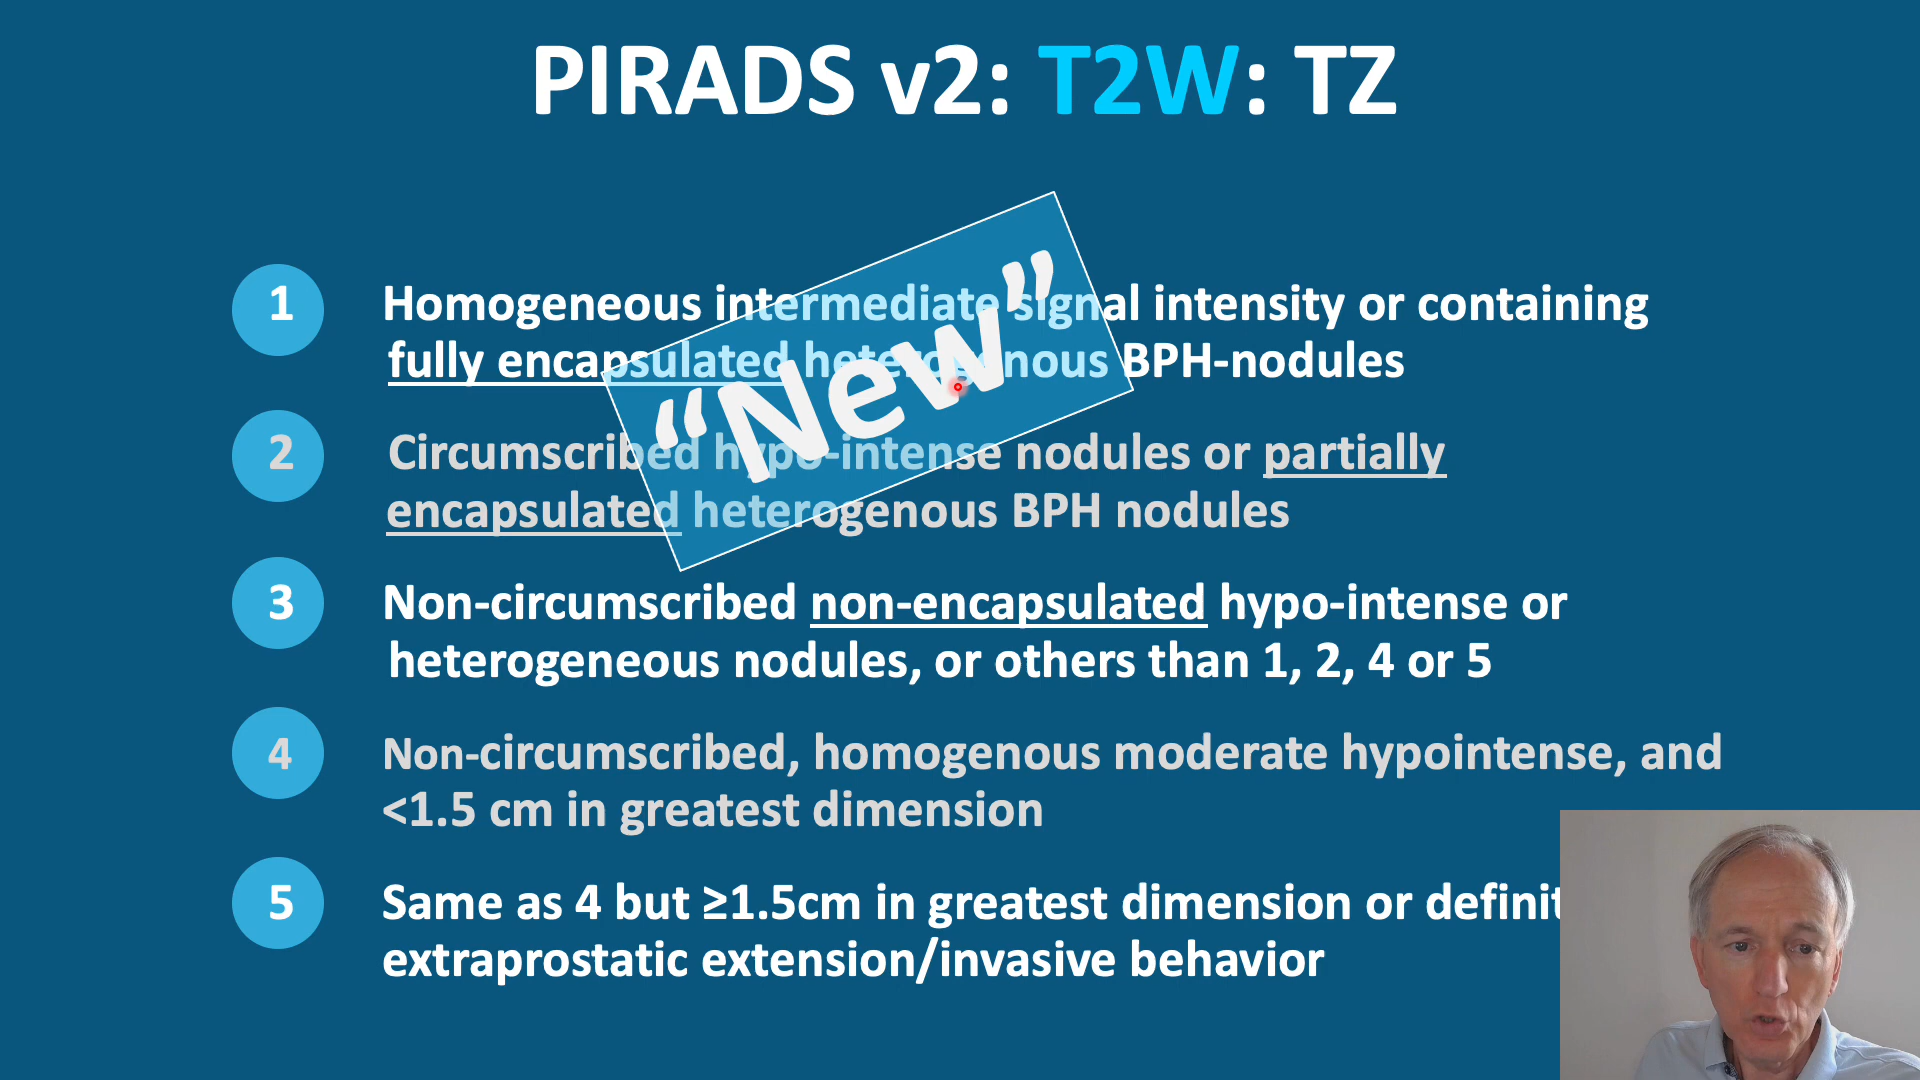 PIRADS v2: T2W: TZ
“New”
1 Homogeneous intermediate signal intensity or containing
fully encapsulated heterogenous BPH-nodules
2 Circumscribed hypo-intense nodules or partially
encapsulated heterogenous BPH nodules
3 Non-circumscribed non-encapsulated hypo-intense or
heterogeneous nodules, or others than 1, 2, 4 or 5
4 Non-circumscribed, homogenous moderate hypointense, and
<1.5 cm in greatest dimension
5 Same as 4 but ≥1.5cm in greatest dimension or definit
extraprostatic extension/invasive behavior